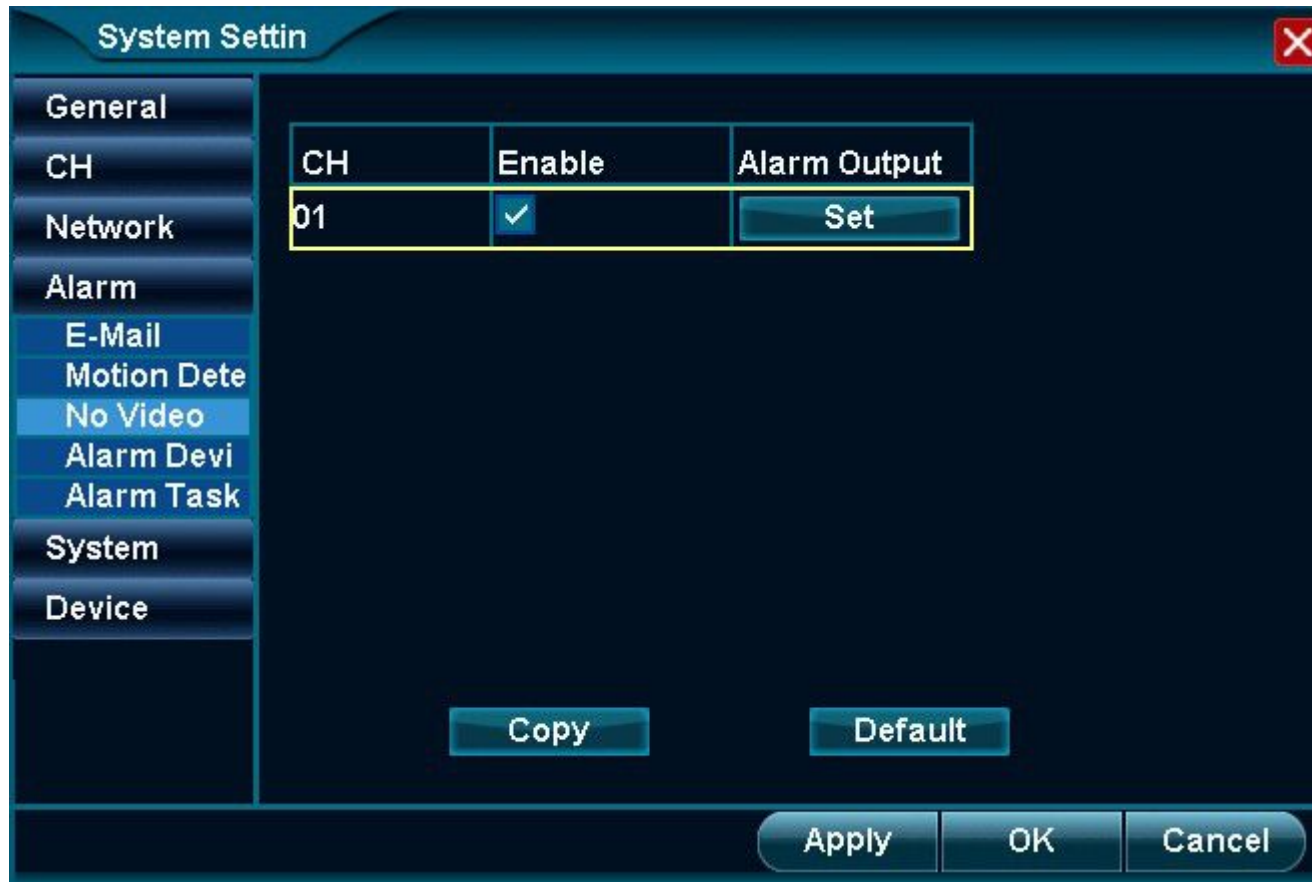 System Settin
General
CH
Network
Alarm
E-Mail
Motion Dete
No Video
Alarm Devi
Alarm Task
System
Device
CH Enable Alarm Output
01 Set
Copy Default
Apply OK Cancel